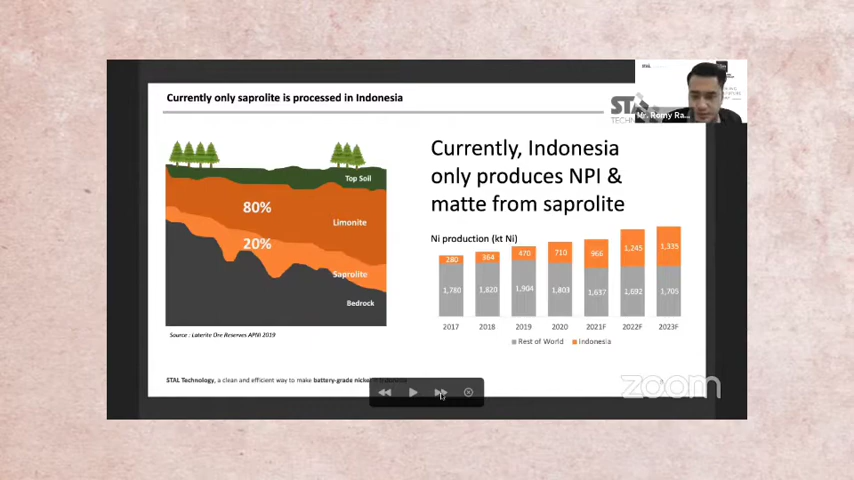 Currently only saprolite is processed in Indonesia
STAL
TECHN
Mr. Romy Ra...
Top Soil
80%
Limonite
20%
Saprolite
Bedrock
Source : Laterite Ore Reserves APNI 2019
Currently, Indonesia
only produces NPI &
matte from saprolite
Ni production (kt Ni)
280 364 470 710 966 1,245 1,335
1,780 1,820 1,904 1,803 1,637 1,692 1,705
2017 2018 2019 2020 2021F 2022F 2023F
Rest of World Indonesia
STAL Technology, a clean and efficient way to make battery-grade nickel
zoom